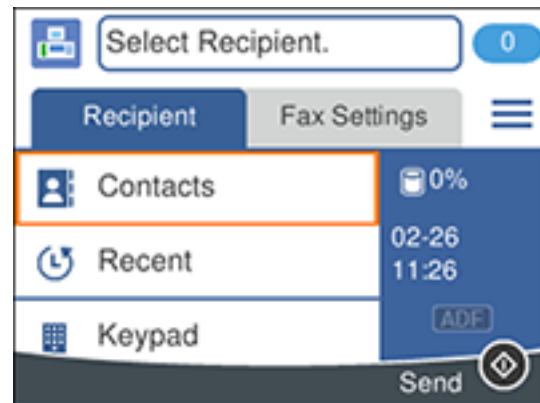 Select Recipient.
0
Recipient
Fax Settings
Contacts
0%
Recent
02-26
11:26
Keypad
ADF
Send